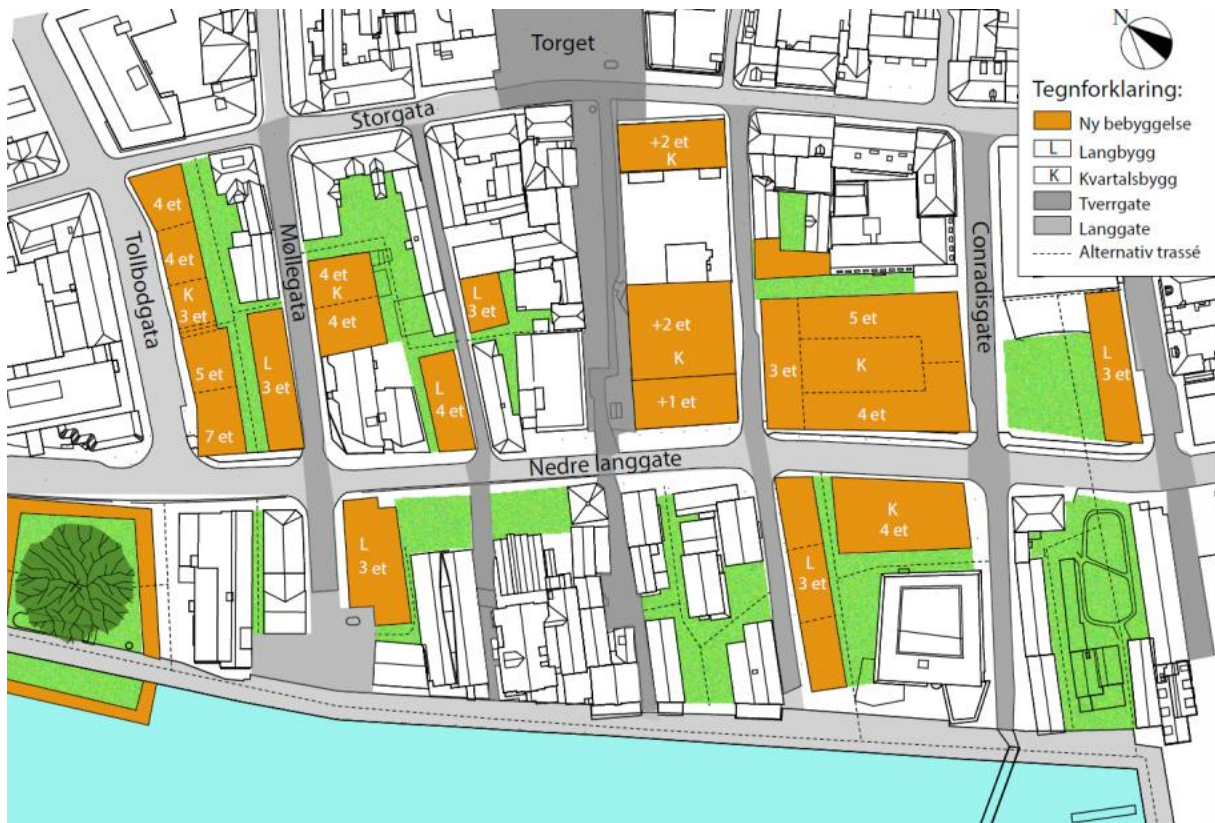 Torget
N
Tegnforklaring:
Ny bebyggelse
L Langbygg
K Kvartalsbygg
Tverrgate
Langgate
Alternativ trassé
Storgata
Tollbodgata
Møllegata
Conradisgate
Nedre langgate
4 et
4 et
K
3 et
5 et
7 et
L
3 et
4 et
K
4 et
L
3 et
L
4 et
+2 et
K
+2 et
K
+1 et
5 et
3 et
K
4 et
L
3 et
L
3 et
L
3 et
K
4 et